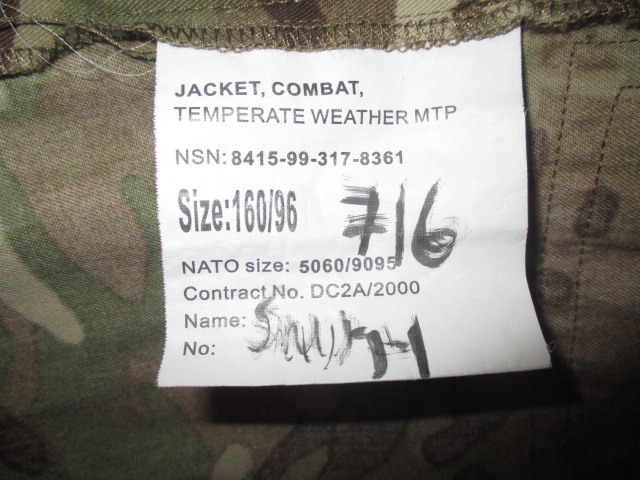 JACKET, COMBAT,
TEMPERATE WEATHER MTP
NSN: 8415-99-317-8361
Size:160/96 716
NATO size: 5060/9095
Contract No. DC2A/2000
Name:
No: